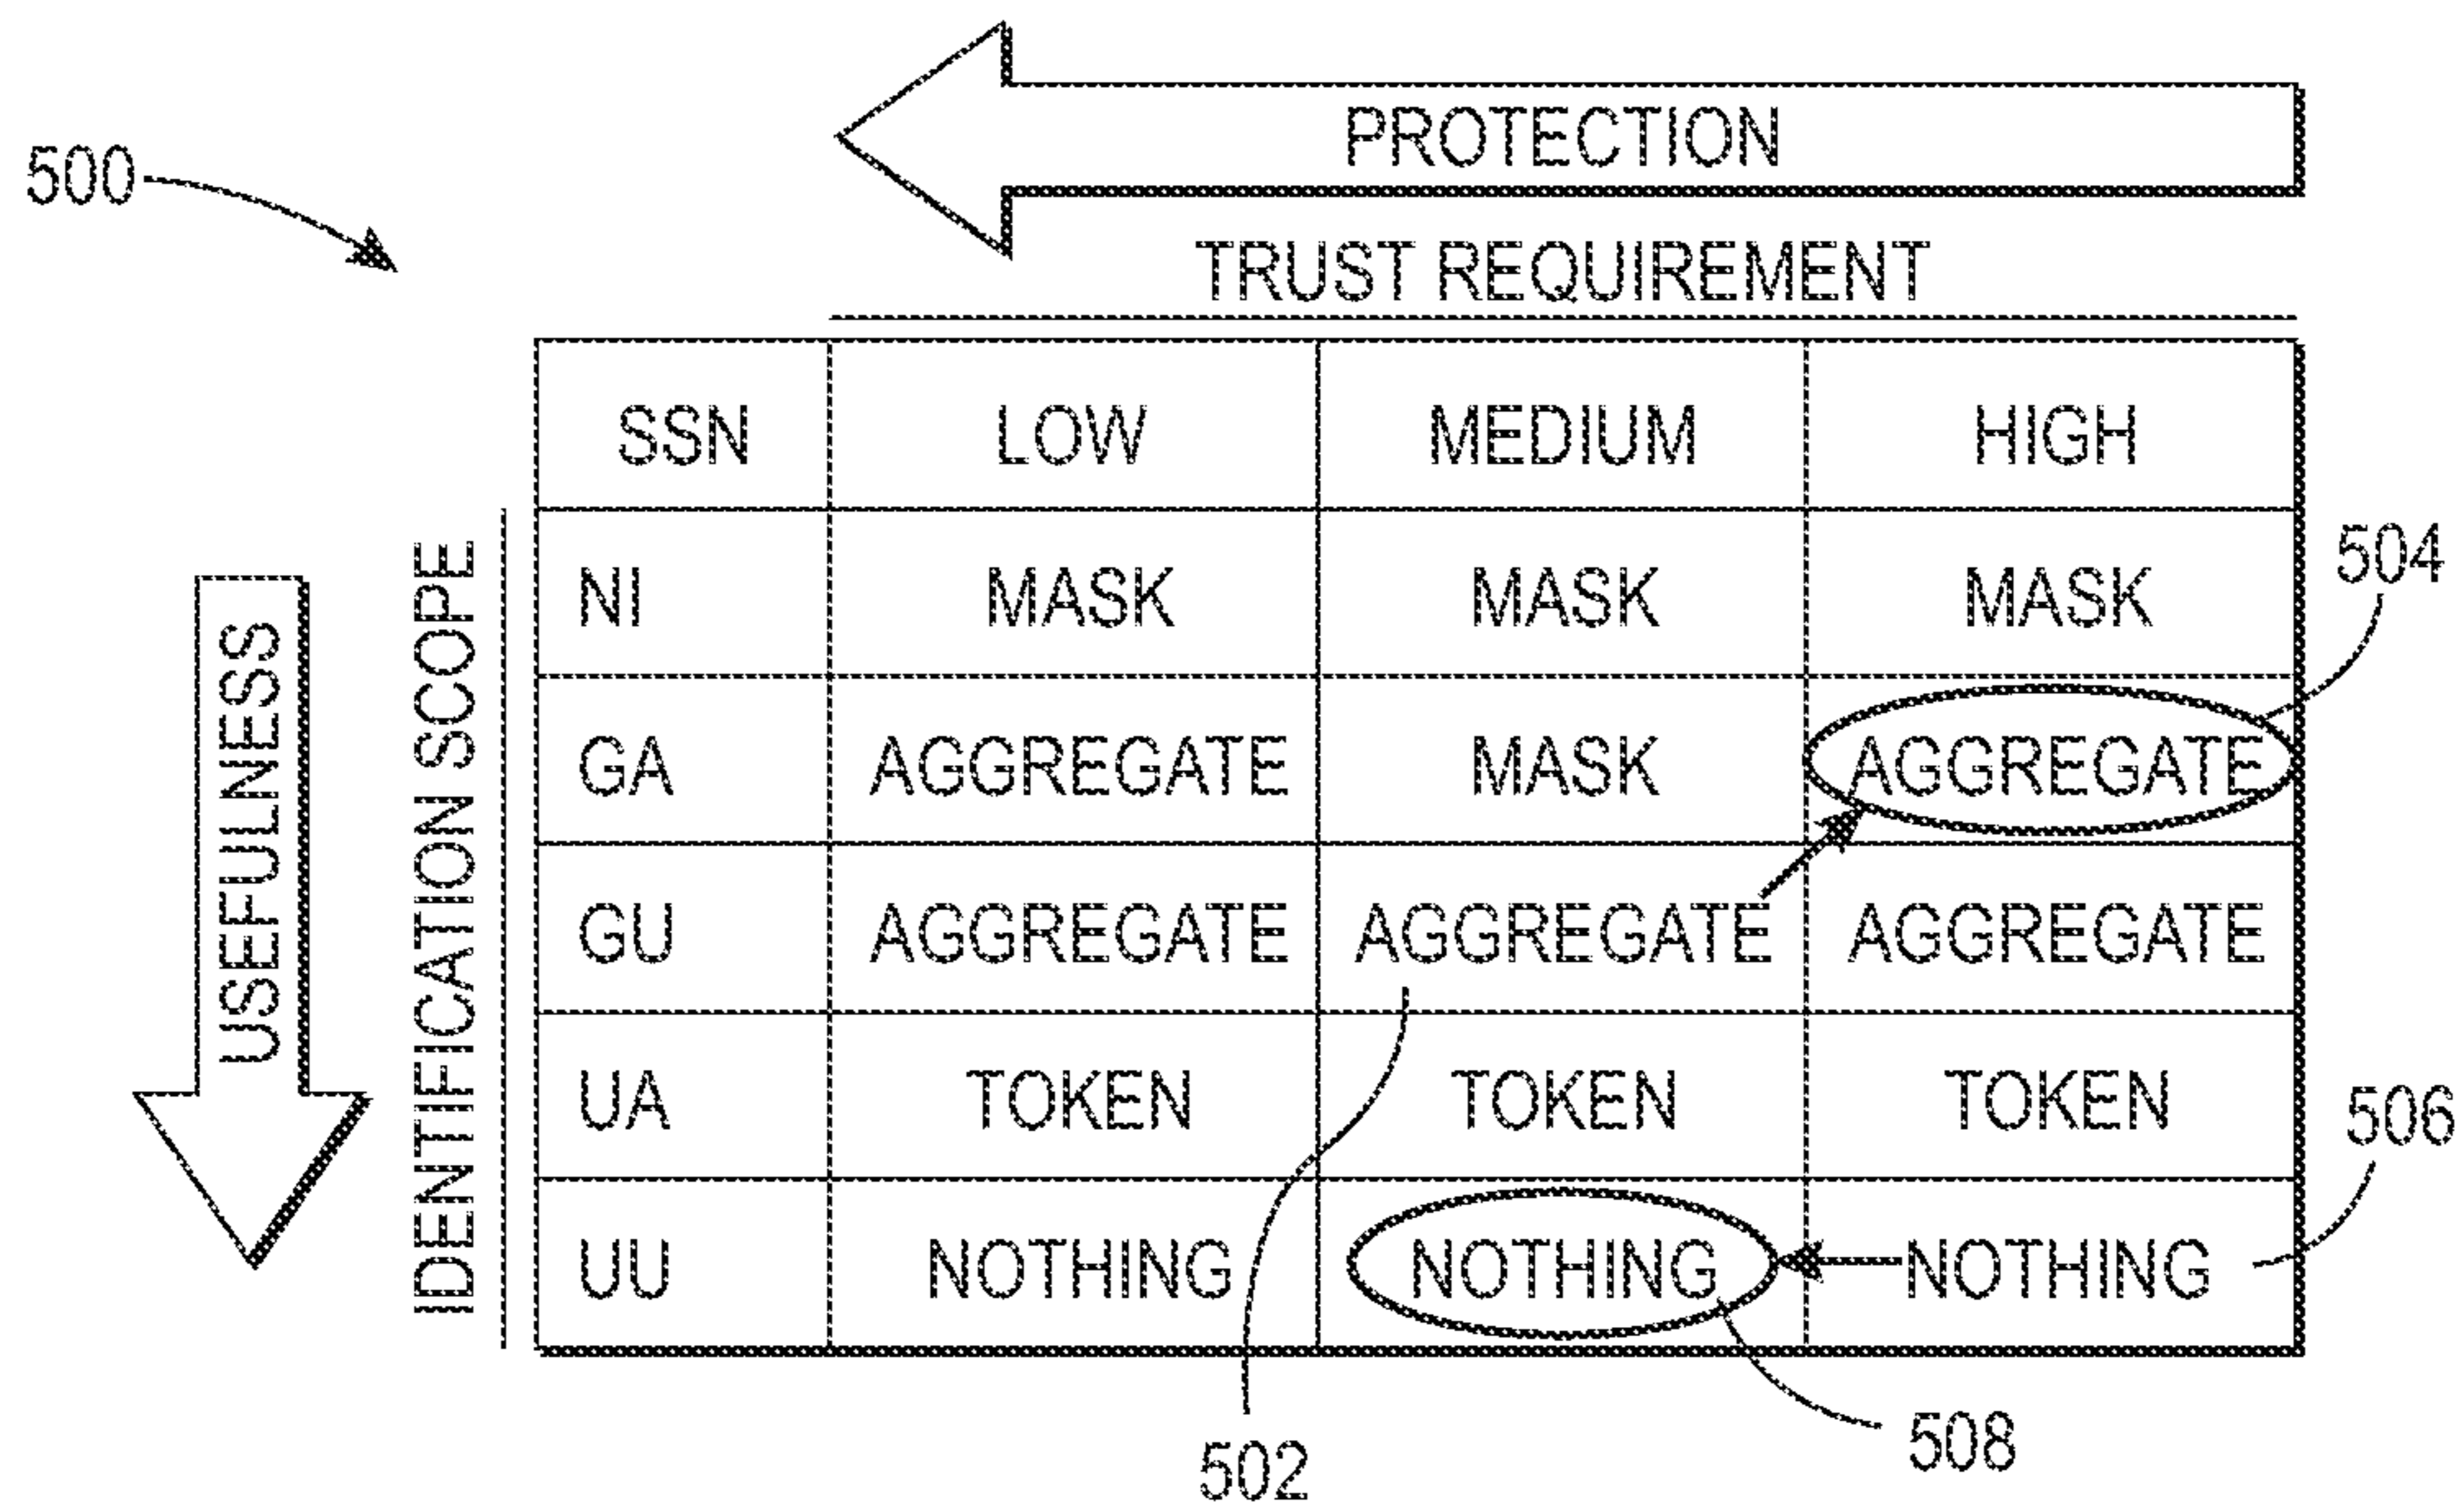 PROTECTION
500
TRUST REQUIREMENT
SSN LOW MEDIUM HIGH
NI MASK MASK MASK
504
GA AGGREGATE MASK AGGREGATE
USEFULNESS
IDENTIFICATION SCOPE
GU AGGREGATE AGGREGATE AGGREGATE
UA TOKEN TOKEN TOKEN
506
UU NOTHING NOTHING NOTHING
502
508